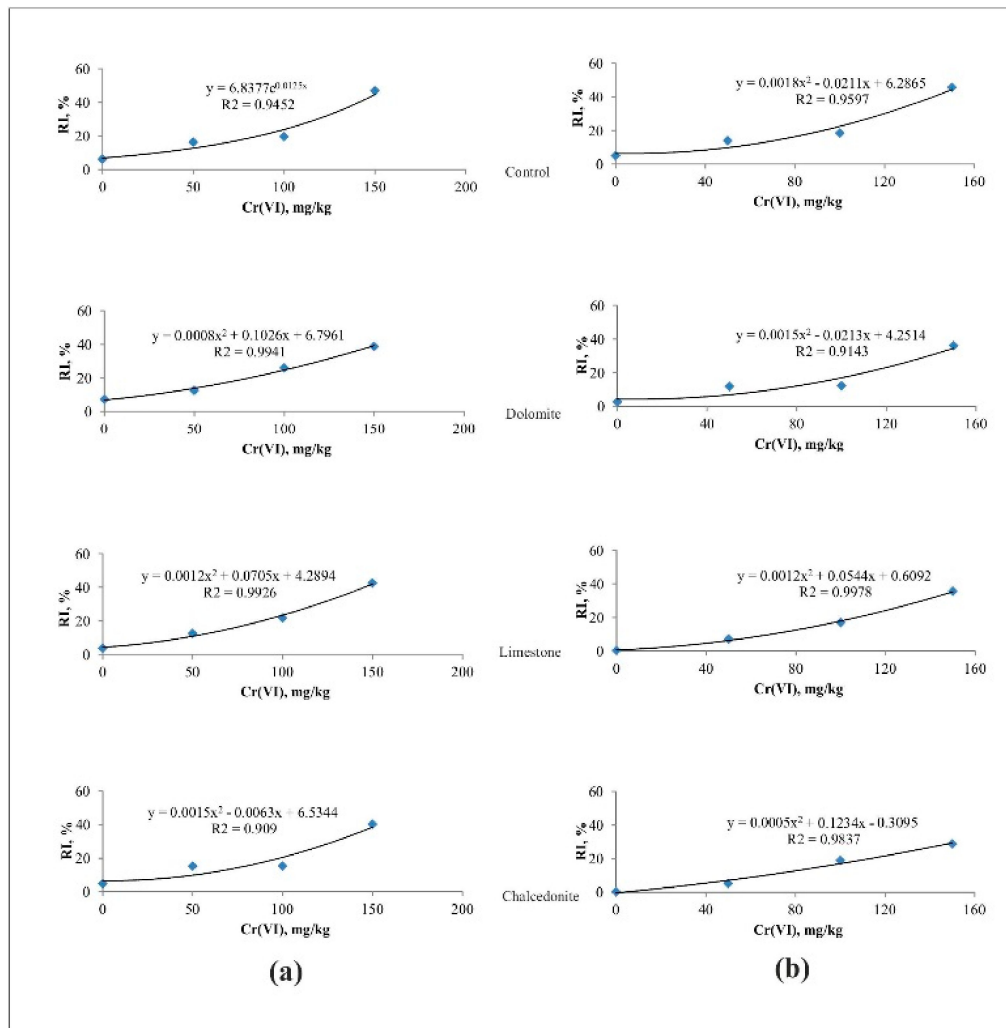 y = 6.8377e^0.0125x
R2 = 0.9452
RI, %
60
40
20
0
0 50 100 150 200
Cr(VI), mg/kg
Control
y = 0.0018x² - 0.0211x + 6.2865
R2 = 0.9597
RI, %
60
40
20
0
0 40 80 120 160
Cr(VI), mg/kg
y = 0.0008x² + 0.1026x + 6.7961
R2 = 0.9941
RI, %
60
40
20
0
0 50 100 150 200
Cr(VI), mg/kg
Dolomite
y = 0.0015x² - 0.0213x + 4.2514
R2 = 0.9143
RI, %
60
40
20
0
0 40 80 120 160
Cr(VI), mg/kg
y = 0.0012x² + 0.0705x + 4.2894
R2 = 0.9926
RI, %
60
40
20
0
0 50 100 150 200
Cr(VI), mg/kg
Limestone
y = 0.0012x² + 0.0544x + 0.6092
R2 = 0.9978
RI, %
60
40
20
0
0 40 80 120 160
Cr(VI), mg/kg
y = 0.0015x² - 0.0063x + 6.5344
R2 = 0.909
RI, %
60
40
20
0
0 50 100 150 200
Cr(VI), mg/kg
Chalcedonite
y = 0.0005x² + 0.1234x - 0.3095
R2 = 0.9837
RI, %
60
40
20
0
0 40 80 120 160
Cr(VI), mg/kg
(a)
(b)